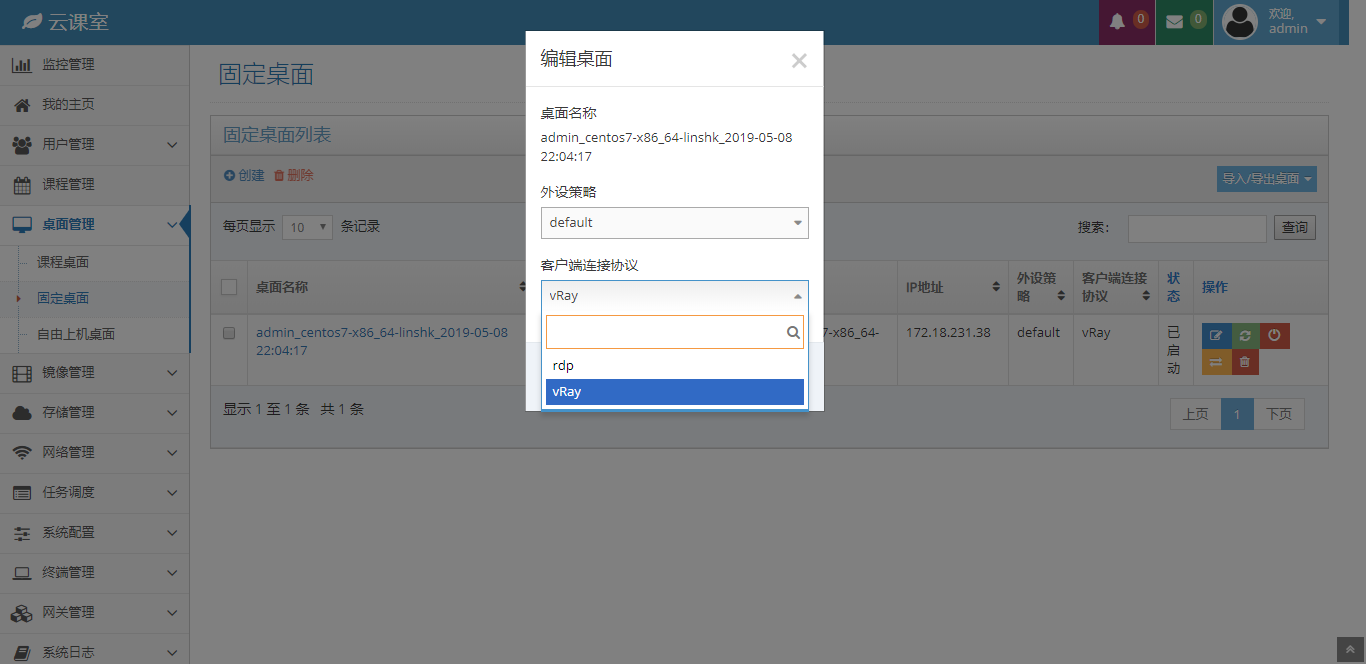 云课室
0
0
欢迎,
admin
监控管理
我的主页
用户管理
课程管理
桌面管理
课程桌面
固定桌面
自由上机桌面
镜像管理
存储管理
网络管理
任务调度
系统配置
终端管理
网关管理
系统日志
固定桌面
固定桌面列表
创建 删除
导入/导出桌面
每页显示 10 条记录
搜索:
查询
桌面名称
IP地址
外设策略
客户端连接协议
状态
操作
admin_centos7-x86_64-linshk_2019-05-08
22:04:17
7-x86_64-
172.18.231.38
default
vRay
已启动
显示 1 至 1 条 共 1 条
上页
1
下页
编辑桌面
×
桌面名称
admin_centos7-x86_64-linshk_2019-05-08
22:04:17
外设策略
default
客户端连接协议
vRay
rdp
vRay